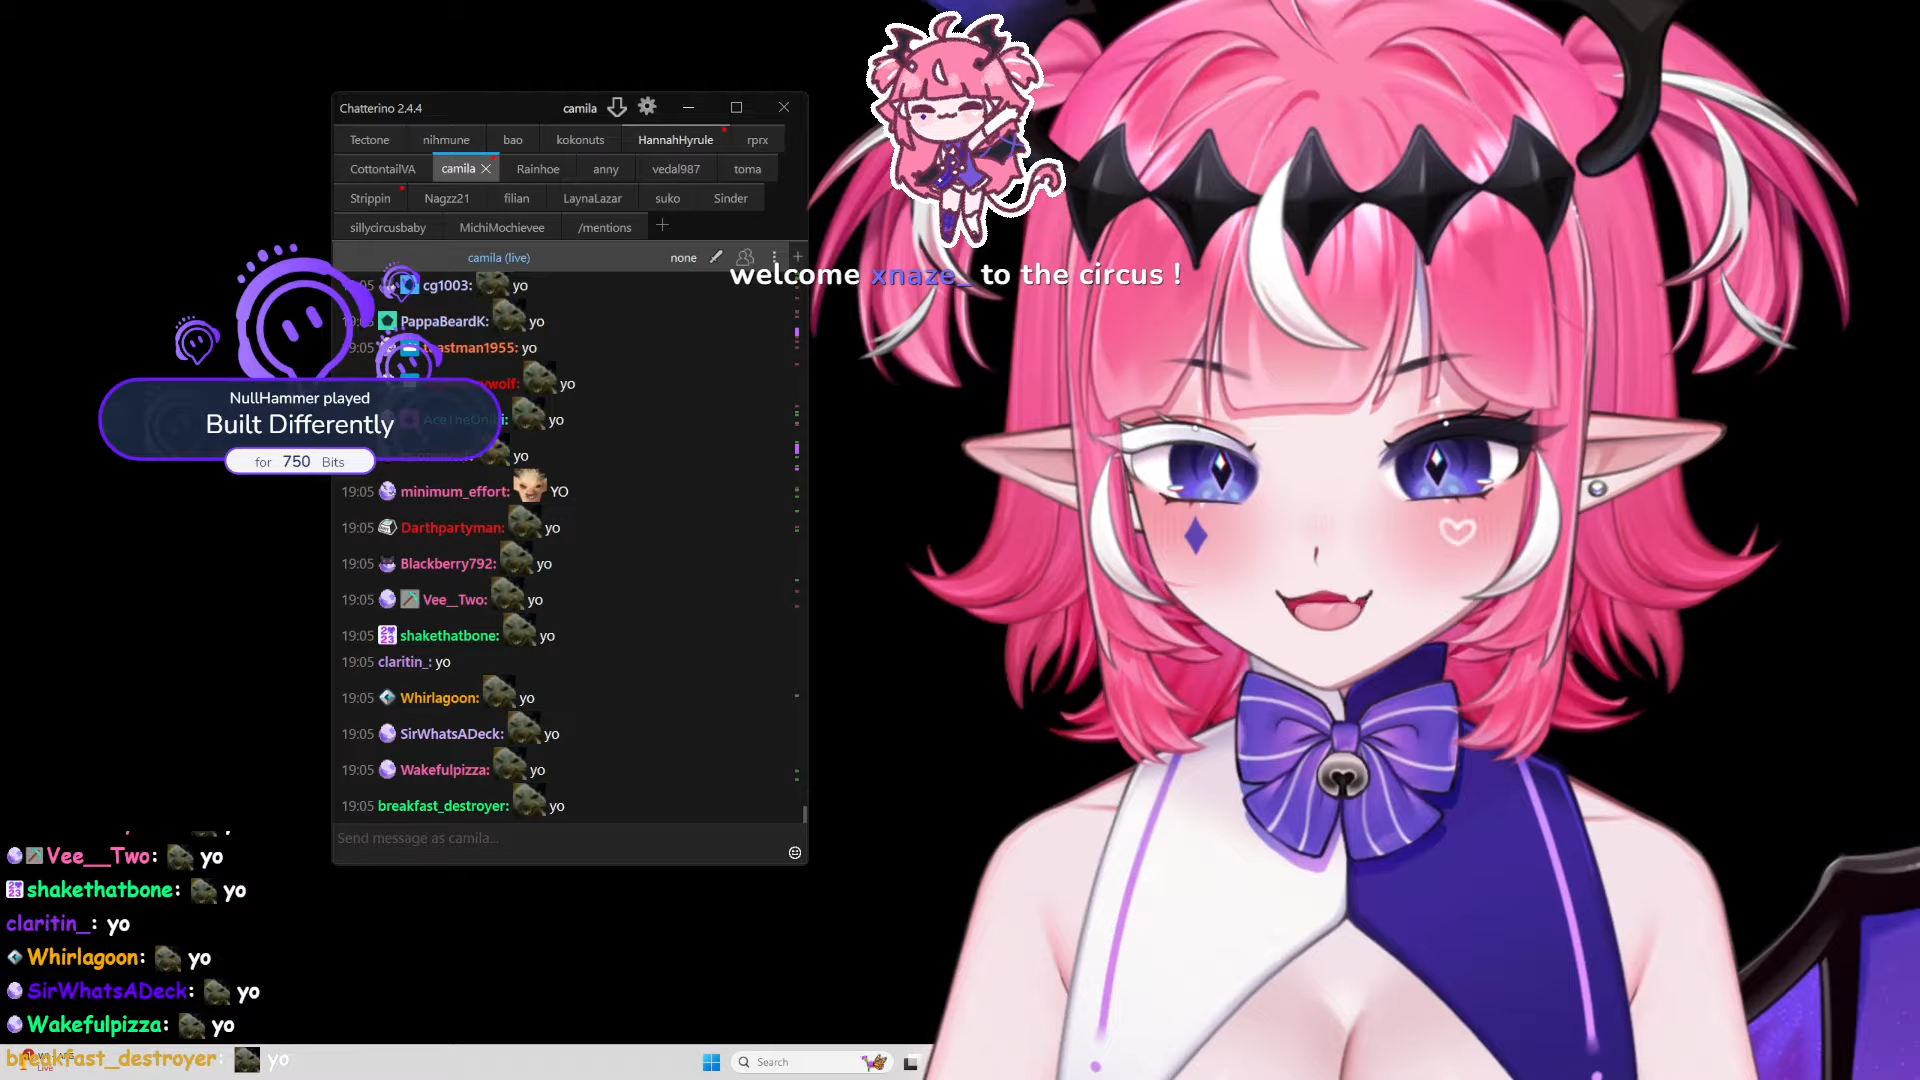 Chatterino 2.4.4
camila
Tectone nihmune bao kokonuts HannahHyrule rprx
CottontailVA camila Rainhoe anny vedal987 toma
Strippin Nagzz21 filian LaynaLazar suko Sinder
sillycircusbaby MichiMochievee /mentions
camila (live) none
welcome xnaze_ to the circus !
cg1003: yo
PappaBeardK: yo
19:05 yo
yo
yo
yo
NullHammer played
Built Differently
for 750 Bits
19:05 minimum_effort: YO
19:05 Darthpartyman: yo
19:05 Blackberry792: yo
19:05 Vee__Two: yo
19:05 shakethatbone: yo
19:05 claritin_: yo
19:05 Whirlagoon: yo
19:05 SirWhatsADeck: yo
19:05 Wakefulpizza: yo
19:05 breakfast_destroyer: yo
Send message as camila...
Vee__Two: yo
shakethatbone: yo
claritin_: yo
Whirlagoon: yo
SirWhatsADeck: yo
Wakefulpizza: yo
breakfast_destroyer: yo
Live
Search